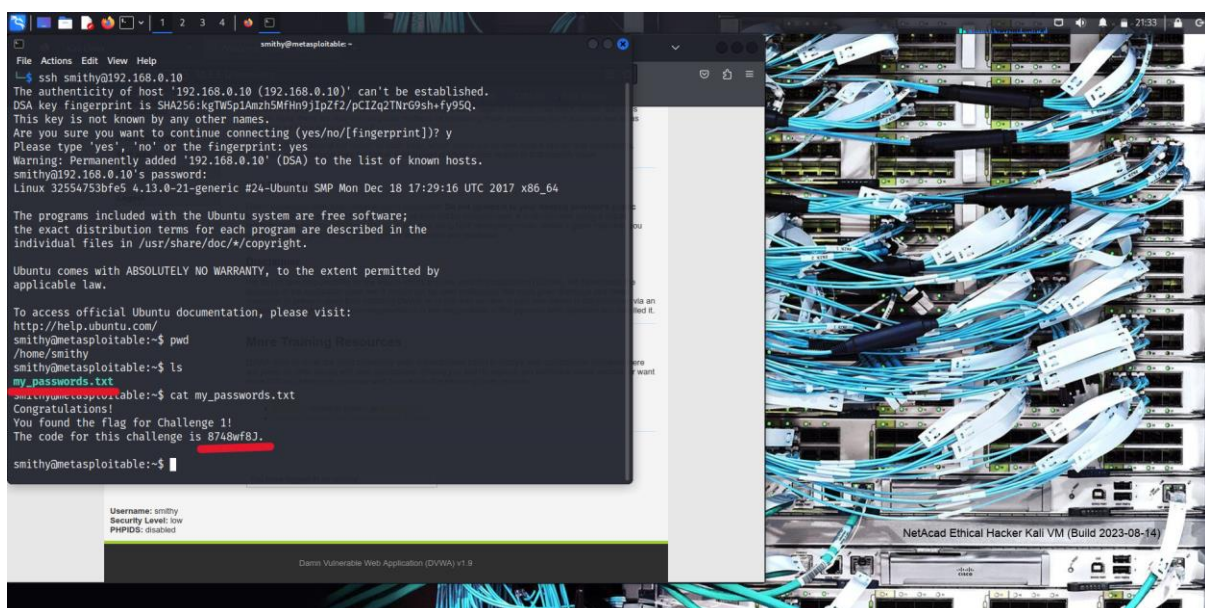 1 2 3 4
21:33
smithy@metasploitable: ~
File Actions Edit View Help
└─$ ssh smithy@192.168.0.10
The authenticity of host '192.168.0.10 (192.168.0.10)' can't be established.
DSA key fingerprint is SHA256:kgTW5p1Amzh5MfHn9jIpZf2/pCIZq2TNrG9sh+fy95Q.
This key is not known by any other names.
Are you sure you want to continue connecting (yes/no/[fingerprint])? y
Please type 'yes', 'no' or the fingerprint: yes
Warning: Permanently added '192.168.0.10' (DSA) to the list of known hosts.
smithy@192.168.0.10's password:
Linux 32554753bfe5 4.13.0-21-generic #24-Ubuntu SMP Mon Dec 18 17:29:16 UTC 2017 x86_64
The programs included with the Ubuntu system are free software;
the exact distribution terms for each program are described in the
individual files in /usr/share/doc/*/copyright.
Ubuntu comes with ABSOLUTELY NO WARRANTY, to the extent permitted by
applicable law.
To access official Ubuntu documentation, please visit:
http://help.ubuntu.com/
smithy@metasploitable:~$ pwd
/home/smithy
smithy@metasploitable:~$ ls
my_passwords.txt
smithy@metasploitable:~$ cat my_passwords.txt
Congratulations!
You found the flag for Challenge 1!
The code for this challenge is 8748wf8J.
smithy@metasploitable:~$
More Training Resources
Username: smithy
Security Level: low
PHPIDS: disabled
Damn Vulnerable Web Application (DVWA) v1.9
NetAcad Ethical Hacker Kali VM (Build 2023-08-14)